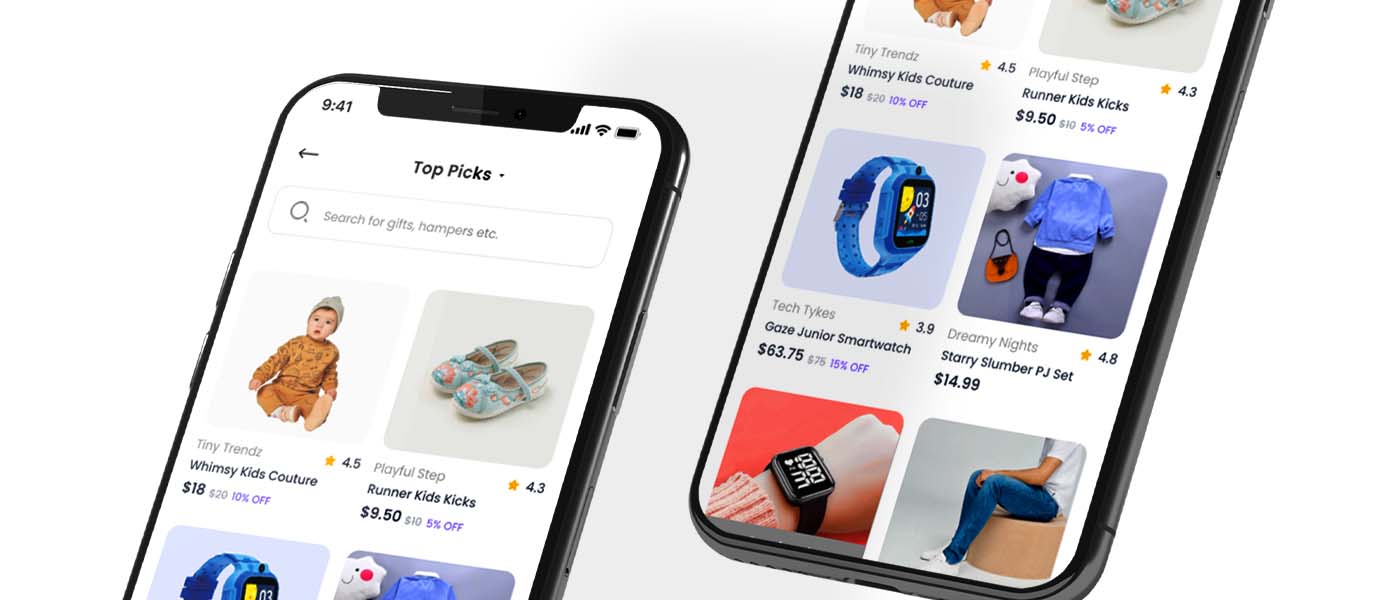 9:41
Top Picks
Search for gifts, hampers etc.
Tiny Trendz
4.5
Whimsy Kids Couture
$18 $20 10% OFF
Playful Step
4.3
Runner Kids Kicks
$9.50 $10 5% OFF
03
Tiny Trendz
4.5
Whimsy Kids Couture
$18 $20 10% OFF
Playful Step
4.3
Runner Kids Kicks
$9.50 $10 5% OFF
03
05
Tech Tykes
3.9
Gaze Junior Smartwatch
$63.75 $75 15% OFF
Dreamy Nights
4.8
Starry Slumber PJ Set
$14.99